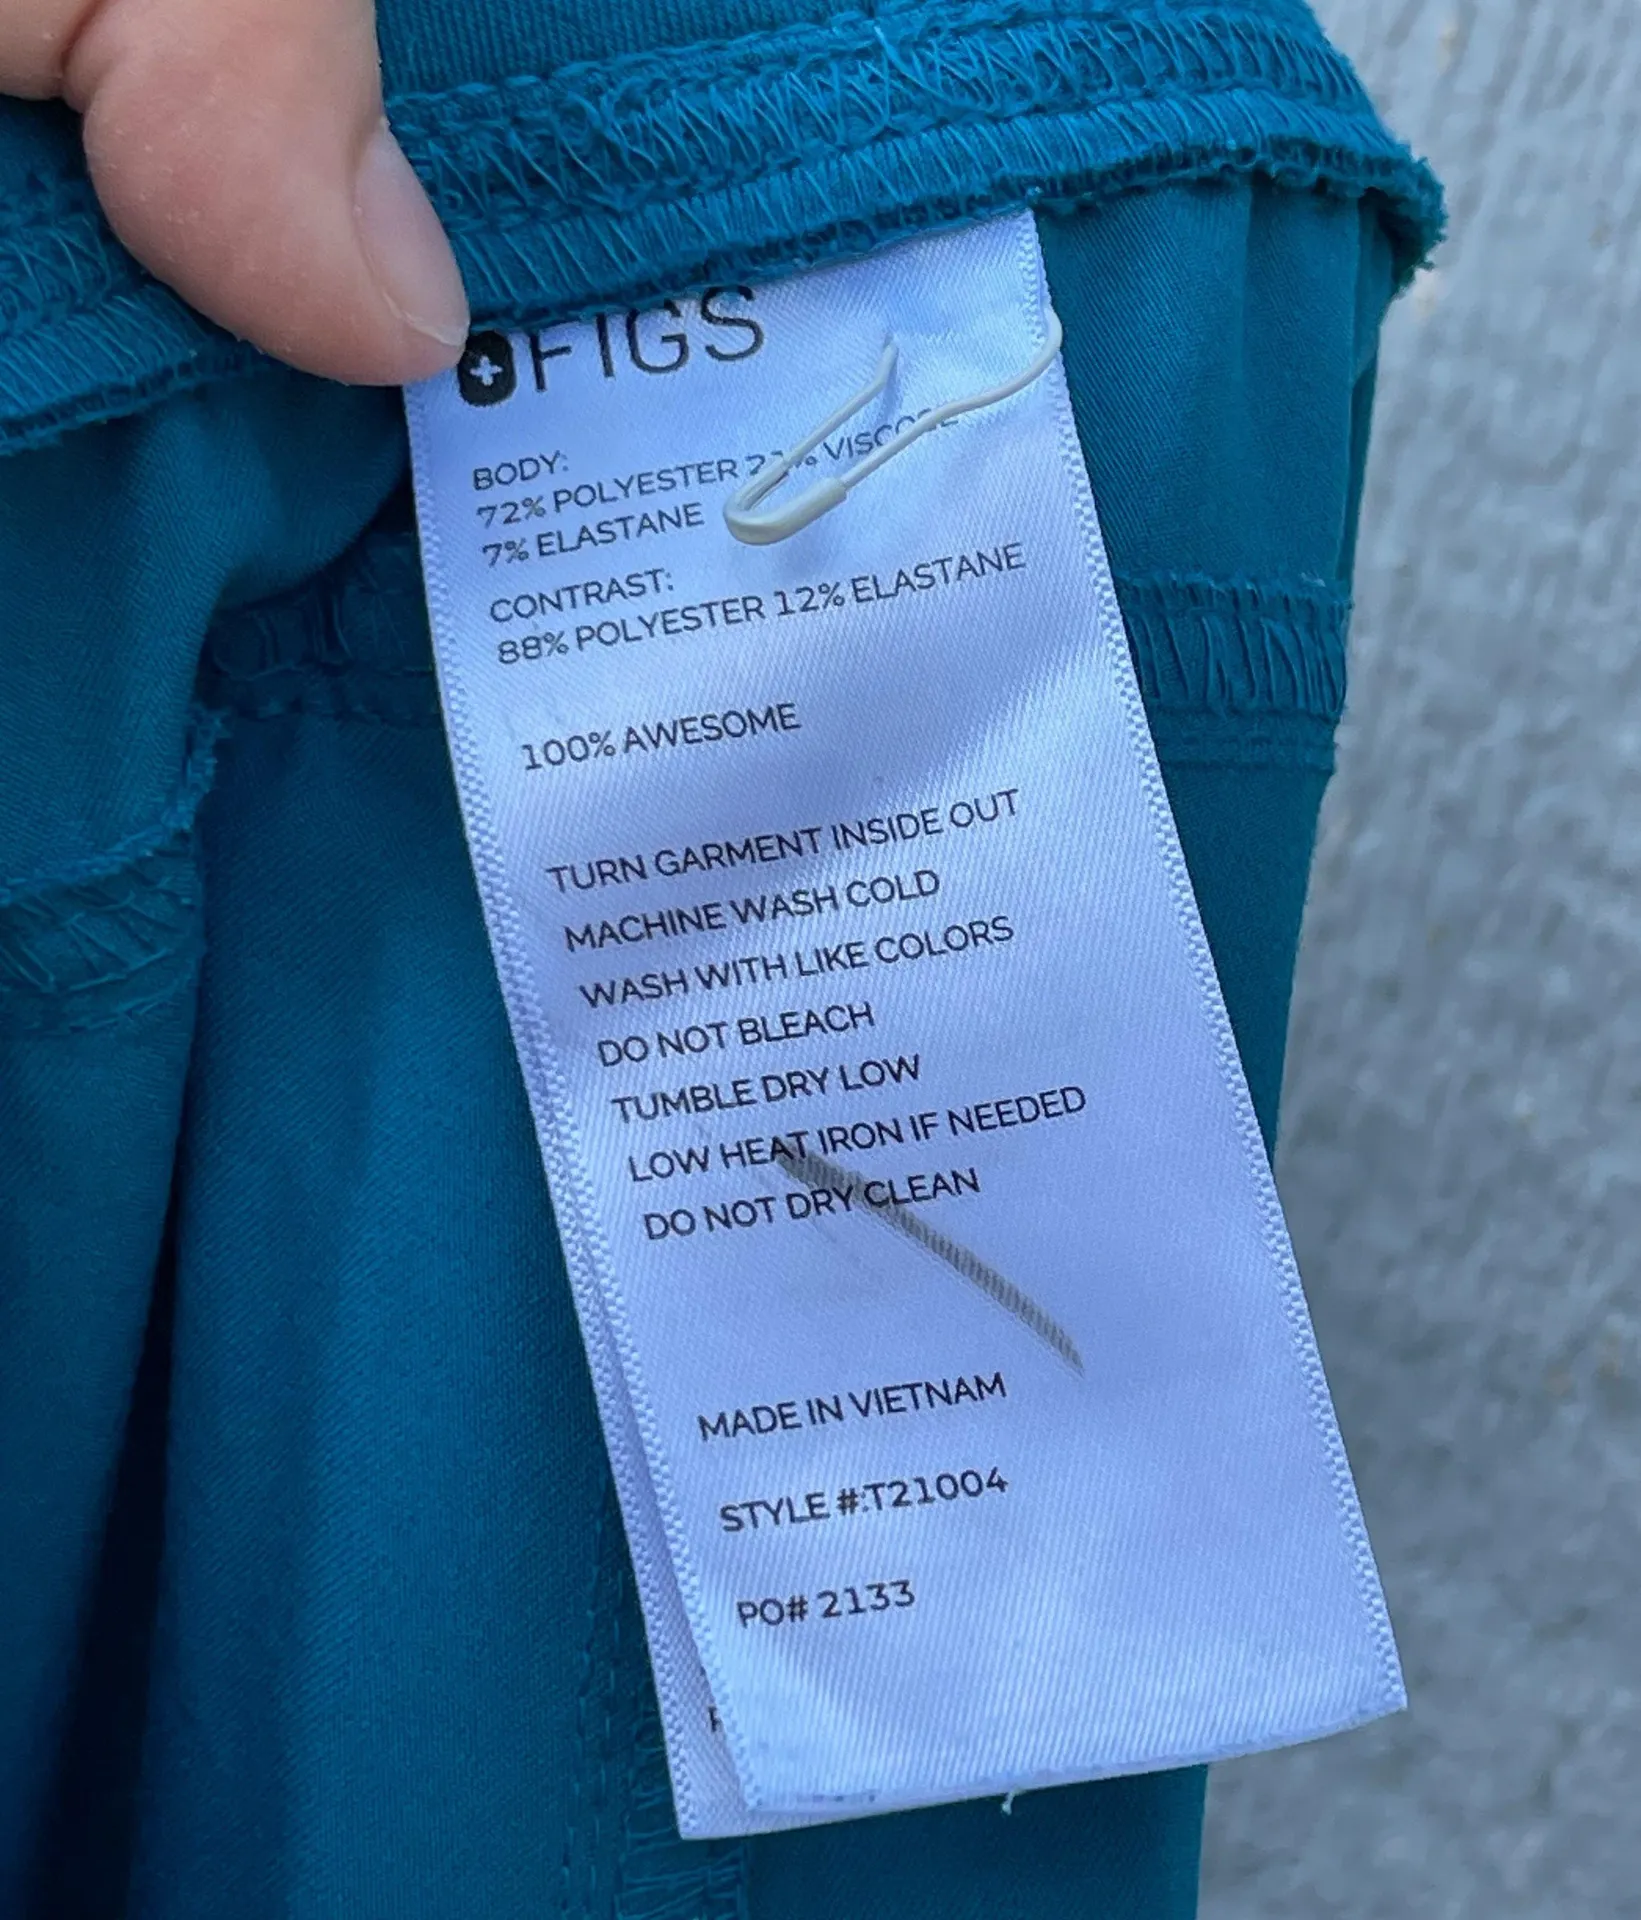 FIGS
BODY:
72% POLYESTER 21% VISCOSE
7% ELASTANE
CONTRAST:
88% POLYESTER 12% ELASTANE
100% AWESOME
TURN GARMENT INSIDE OUT
MACHINE WASH COLD
WASH WITH LIKE COLORS
DO NOT BLEACH
TUMBLE DRY LOW
LOW HEAT IRON IF NEEDED
DO NOT DRY CLEAN
MADE IN VIETNAM
STYLE #:T21004
PO# 2133